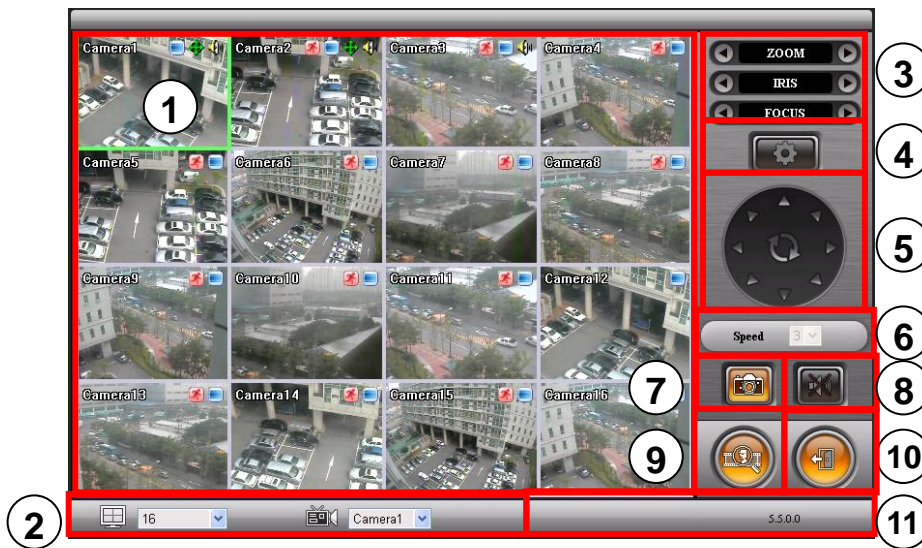 Camera1 Camera2 Camera3 Camera4
Camera5 Camera6 Camera7 Camera8
Camera9 Camera10 Camera11 Camera12
Camera13 Camera14 Camera15 Camera16
1
ZOOM
IRIS
FOCUS
3
4
5
Speed 3
6
7
8
9
10
2
16
Camera1
5.5.0.0
11